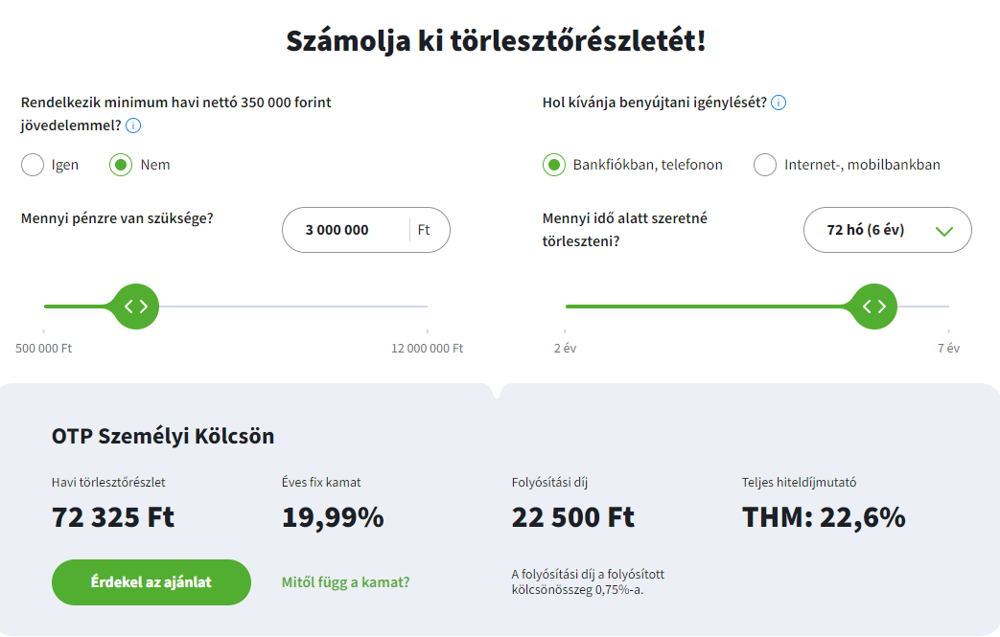 Számolja ki törlesztőrészletét!
Rendelkezik minimum havi nettó 350 000 forint
jövedelemmel?
Igen
Nem
Hol kívánja benyújtani igénylését?
Bankfiókban, telefonon
Internet-, mobilbankban
Mennyi pénzre van szüksége?
3 000 000 Ft
500 000 Ft
12 000 000 Ft
Mennyi idő alatt szeretné
törleszteni?
72 hó (6 év)
2 év
7 év
OTP Személyi Kölcsön
Havi törlesztőrészlet
72 325 Ft
Éves fix kamat
19,99%
Folyósítási díj
22 500 Ft
Teljes hiteldíjmutató
THM: 22,6%
Érdekel az ajánlat
Mitől függ a kamat?
A folyósítási díj a folyósított
kölcsönösszeg 0,75%-a.